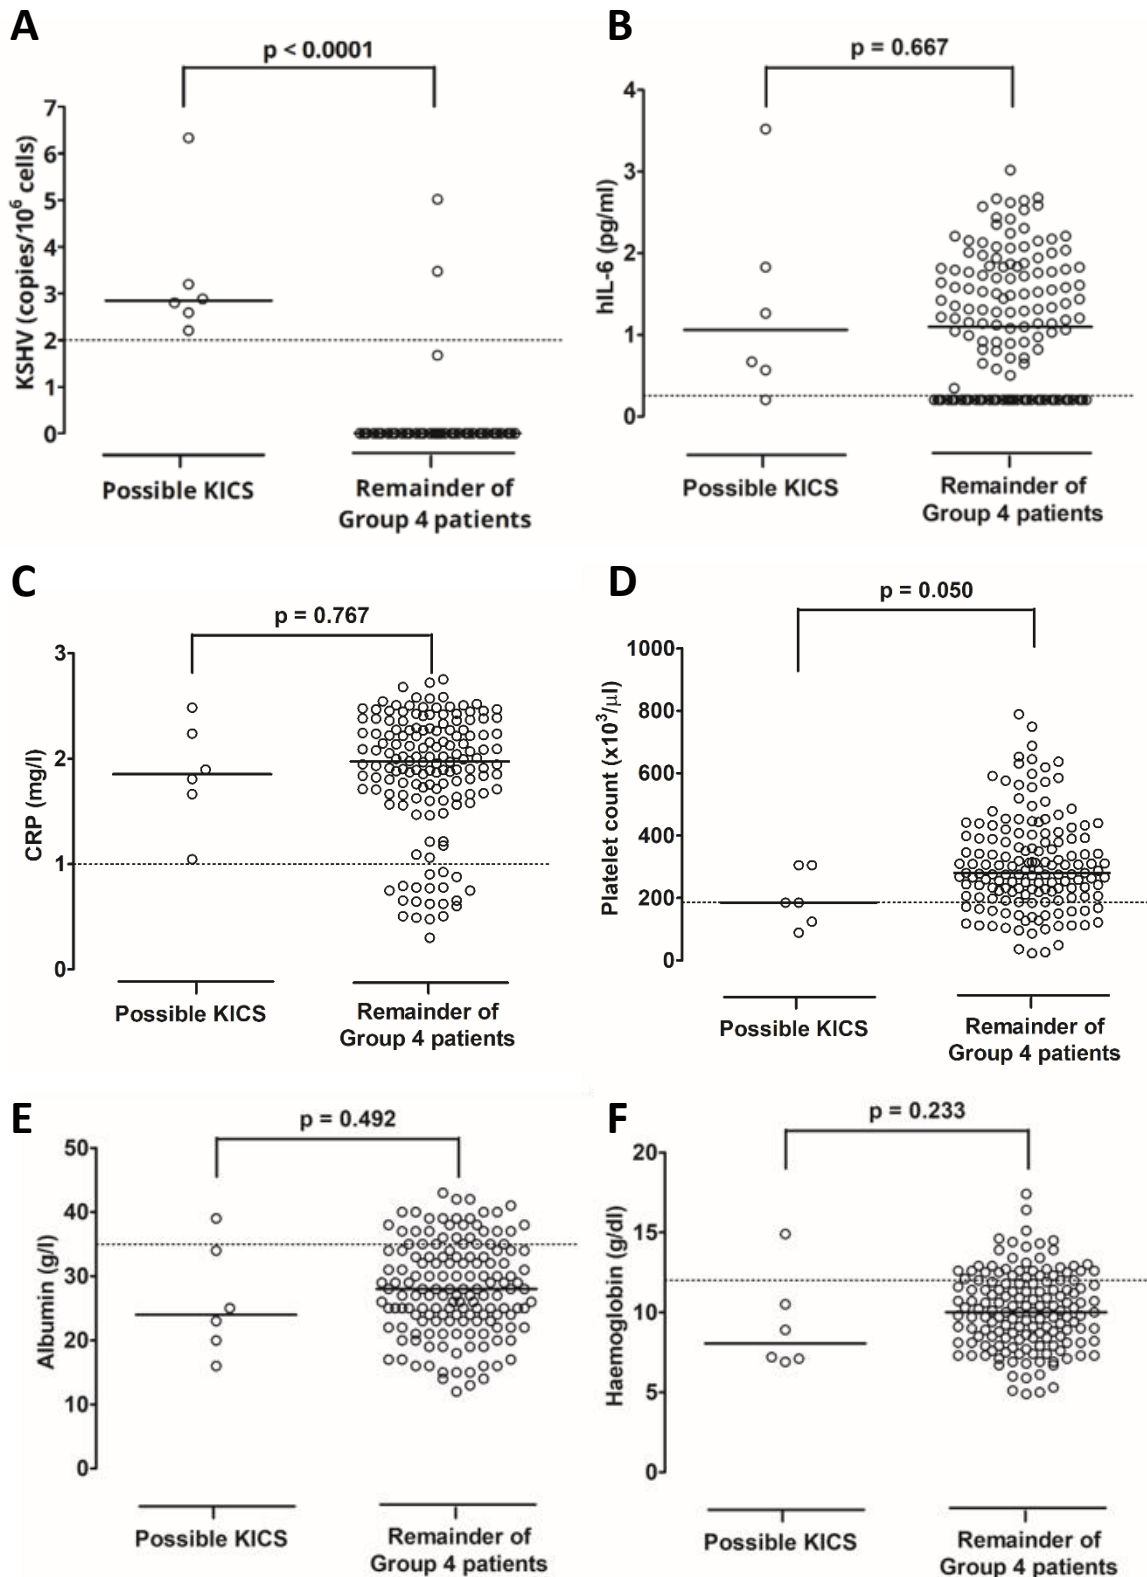 A
p < 0.0001
KSHV (copies/10⁶ cells)
7
6
5
4
3
2
1
0
Possible KICS
Remainder of
Group 4 patients
B
p = 0.667
hIL-6 (pg/ml)
4
3
2
1
0
Possible KICS
Remainder of
Group 4 patients
C
p = 0.767
CRP (mg/l)
3
2
1
0
Possible KICS
Remainder of
Group 4 patients
D
p = 0.050
Platelet count (x10³/µl)
1000
800
600
400
200
0
Possible KICS
Remainder of
Group 4 patients
E
p = 0.492
Albumin (g/l)
50
40
30
20
10
0
Possible KICS
Remainder of
Group 4 patients
F
p = 0.233
Haemoglobin (g/dl)
20
15
10
5
0
Possible KICS
Remainder of
Group 4 patients